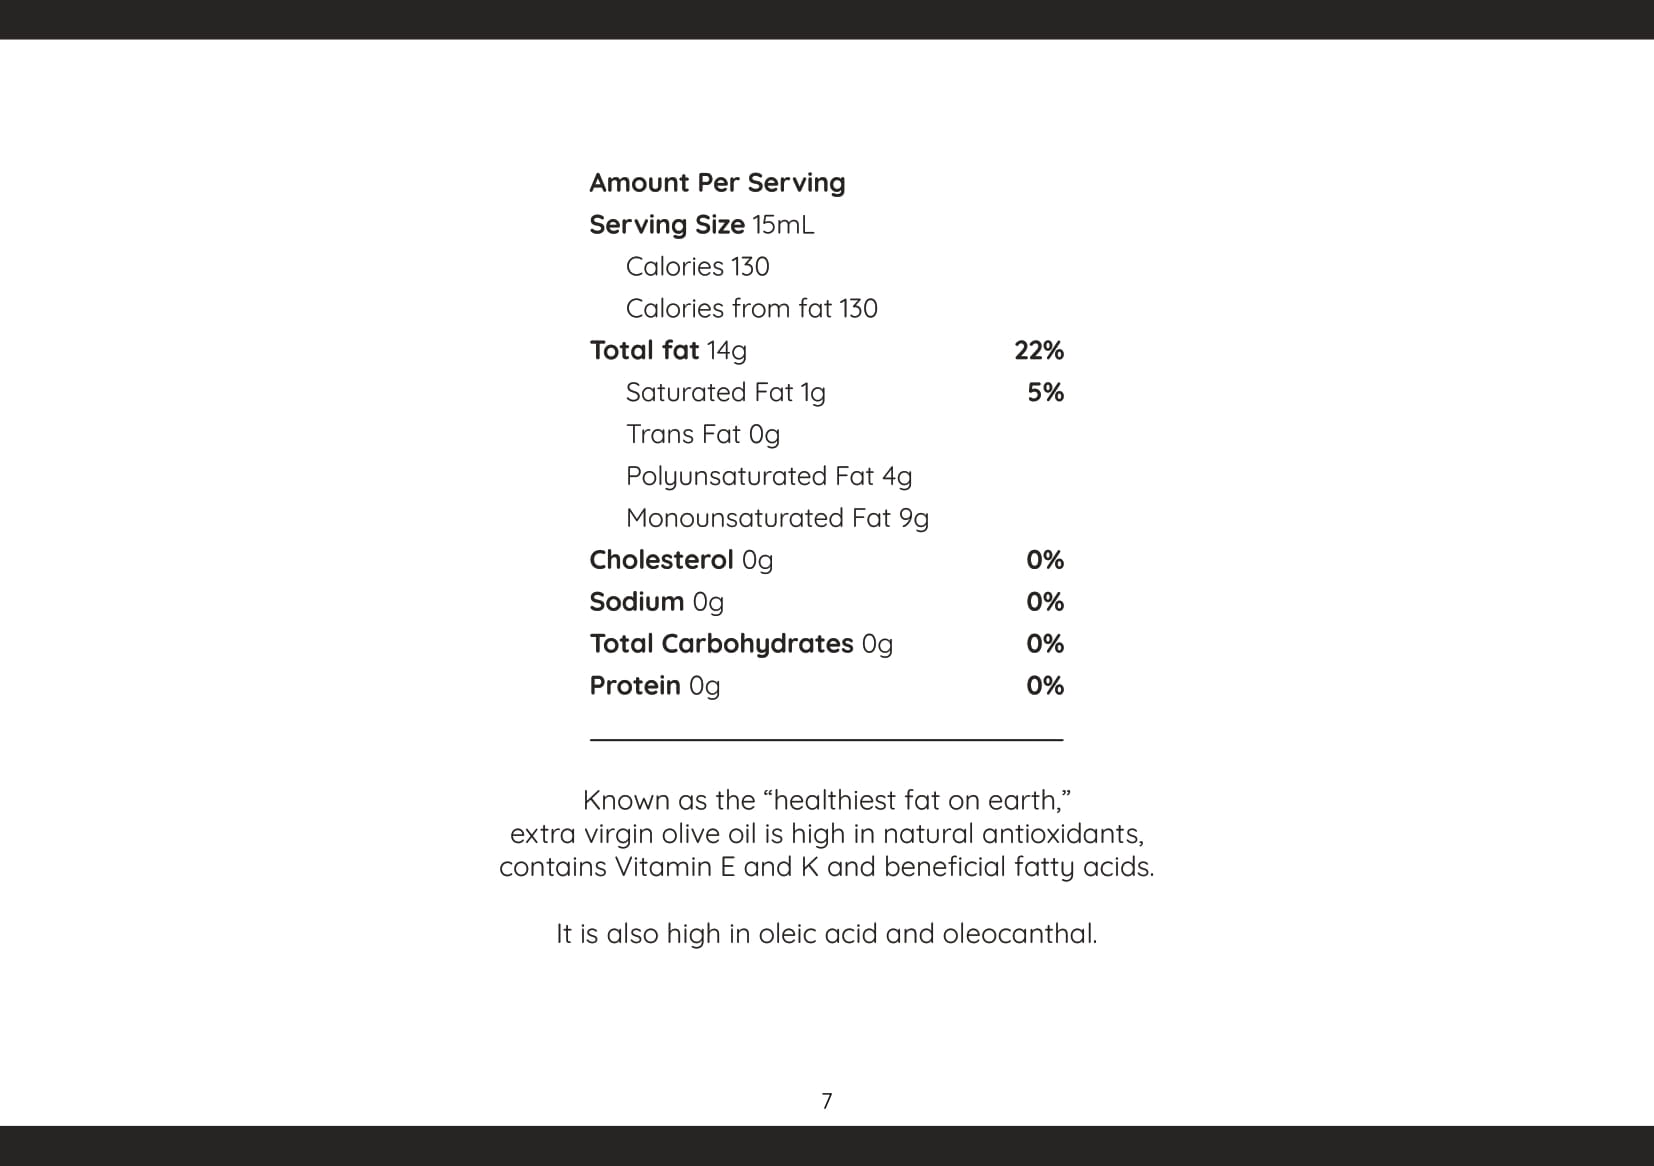 Amount Per Serving
Serving Size 15mL
Calories 130
Calories from fat 130
Total fat 14g 22%
Saturated Fat 1g 5%
Trans Fat 0g
Polyunsaturated Fat 4g
Monounsaturated Fat 9g
Cholesterol 0g 0%
Sodium 0g 0%
Total Carbohydrates 0g 0%
Protein 0g 0%
Known as the “healthiest fat on earth,”
extra virgin olive oil is high in natural antioxidants,
contains Vitamin E and K and beneficial fatty acids.
It is also high in oleic acid and oleocanthal.
7